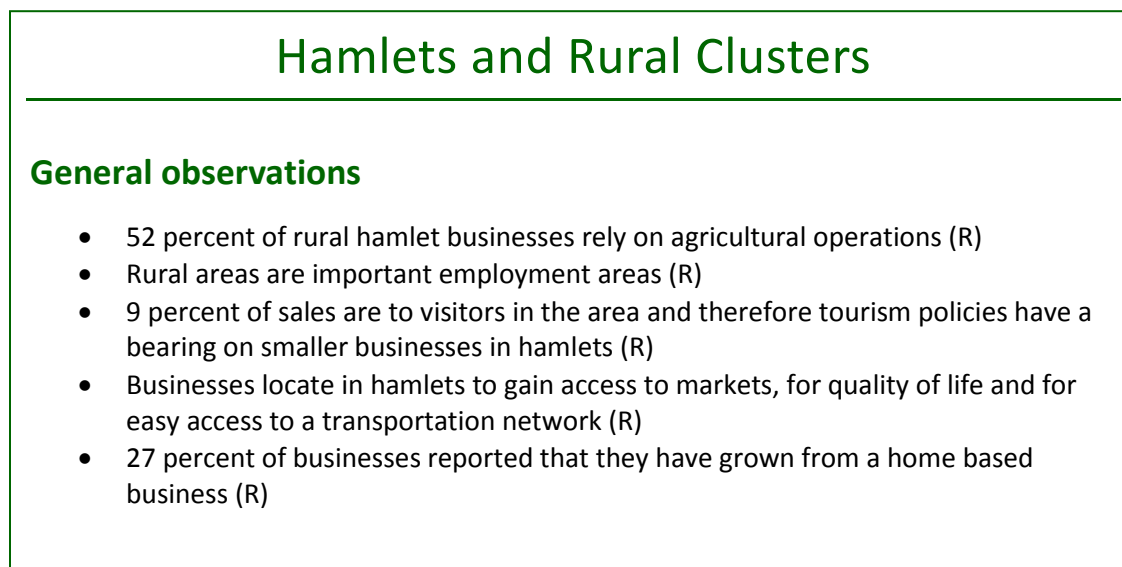 Hamlets and Rural Clusters
General observations
• 52 percent of rural hamlet businesses rely on agricultural operations (R)
• Rural areas are important employment areas (R)
• 9 percent of sales are to visitors in the area and therefore tourism policies have a
bearing on smaller businesses in hamlets (R)
• Businesses locate in hamlets to gain access to markets, for quality of life and for
easy access to a transportation network (R)
• 27 percent of businesses reported that they have grown from a home based
business (R)